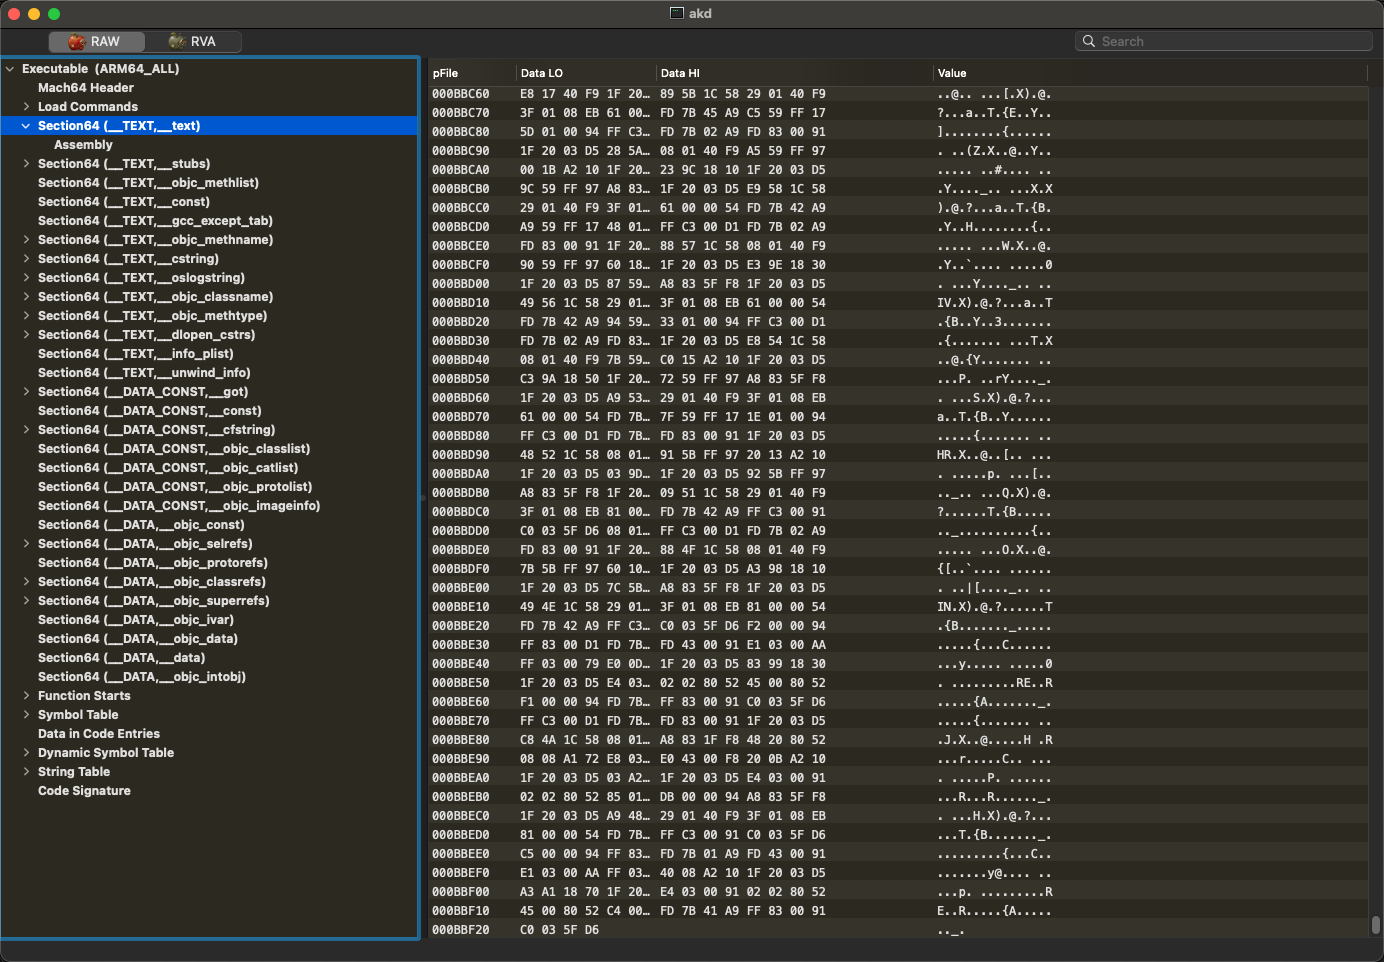 akd
RAW RVA Search
Executable (ARM64_ALL)
Mach64 Header
Load Commands
Section64 (__TEXT,__text)
Assembly
Section64 (__TEXT,__stubs)
Section64 (__TEXT,__objc_methlist)
Section64 (__TEXT,__const)
Section64 (__TEXT,__gcc_except_tab)
Section64 (__TEXT,__objc_methname)
Section64 (__TEXT,__cstring)
Section64 (__TEXT,__oslogstring)
Section64 (__TEXT,__objc_classname)
Section64 (__TEXT,__objc_methtype)
Section64 (__TEXT,__dlopen_cstrs)
Section64 (__TEXT,__info_plist)
Section64 (__TEXT,__unwind_info)
Section64 (__DATA_CONST,__got)
Section64 (__DATA_CONST,__const)
Section64 (__DATA_CONST,__cfstring)
Section64 (__DATA_CONST,__objc_classlist)
Section64 (__DATA_CONST,__objc_catlist)
Section64 (__DATA_CONST,__objc_protolist)
Section64 (__DATA_CONST,__objc_imageinfo)
Section64 (__DATA,__objc_const)
Section64 (__DATA,__objc_selrefs)
Section64 (__DATA,__objc_protorefs)
Section64 (__DATA,__objc_classrefs)
Section64 (__DATA,__objc_superrefs)
Section64 (__DATA,__objc_ivar)
Section64 (__DATA,__objc_data)
Section64 (__DATA,__data)
Section64 (__DATA,__objc_intobj)
Function Starts
Symbol Table
Data in Code Entries
Dynamic Symbol Table
String Table
Code Signature
pFile Data LO Data HI Value
000BBC60 E8 17 40 F9 1F 20… 89 5B 1C 58 29 01 40 F9 ..@.. ...[.X).@.
000BBC70 3F 01 08 EB 61 00… FD 7B 45 A9 C5 59 FF 17 ?...a..T.{E..Y..
000BBC80 5D 01 00 94 FF C3… FD 7B 02 A9 FD 83 00 91 ]........{......
000BBC90 1F 20 03 D5 28 5A… 08 01 40 F9 A5 59 FF 97 . ..(Z.X..@..Y..
000BBCA0 00 1B A2 10 1F 20… 23 9C 18 10 1F 20 03 D5 ..... ..#.... ..
000BBCB0 9C 59 FF 97 A8 83… 1F 20 03 D5 E9 58 1C 58 .Y...._.. ...X.X
000BBCC0 29 01 40 F9 3F 01… 61 00 00 54 FD 7B 42 A9 ).@.?...a..T.{B.
000BBCD0 A9 59 FF 17 48 01… FF C3 00 D1 FD 7B 02 A9 .Y..H........{..
000BBCE0 FD 83 00 91 1F 20… 88 57 1C 58 08 01 40 F9 ..... ...W.X..@.
000BBCF0 90 59 FF 97 60 18… 1F 20 03 D5 E3 9E 18 30 .Y..`.... .....0
000BBD00 1F 20 03 D5 87 59… A8 83 5F F8 1F 20 03 D5 . ...Y...._.. ..
000BBD10 49 56 1C 58 29 01… 3F 01 08 EB 61 00 00 54 IV.X).@.?...a..T
000BBD20 FD 7B 42 A9 94 59… 33 01 00 94 FF C3 00 D1 .{B..Y..3.......
000BBD30 FD 7B 02 A9 FD 83… 1F 20 03 D5 E8 54 1C 58 .{....... ...T.X
000BBD40 08 01 40 F9 7B 59… C0 15 A2 10 1F 20 03 D5 ..@.{Y....... ..
000BBD50 C3 9A 18 50 1F 20… 72 59 FF 97 A8 83 5F F8 ...P. ..rY...._.
000BBD60 1F 20 03 D5 A9 53… 29 01 40 F9 3F 01 08 EB . ...S.X).@.?...
000BBD70 61 00 00 54 FD 7B… 7F 59 FF 17 1E 01 00 94 a..T.{B..Y......
000BBD80 FF C3 00 D1 FD 7B… FD 83 00 91 1F 20 03 D5 .....{....... ..
000BBD90 48 52 1C 58 08 01… 91 5B FF 97 20 13 A2 10 HR.X..@..[.. ...
000BBDA0 1F 20 03 D5 03 9D… 1F 20 03 D5 92 5B FF 97 . .....p. ...[..
000BBDB0 A8 83 5F F8 1F 20… 09 51 1C 58 29 01 40 F9 .._.. ...Q.X).@.
000BBDC0 3F 01 08 EB 81 00… FD 7B 42 A9 FF C3 00 91 ?......T.{B.....
000BBDD0 C0 03 5F D6 08 01… FF C3 00 D1 FD 7B 02 A9 .._..........{..
000BBDE0 FD 83 00 91 1F 20… 88 4F 1C 58 08 01 40 F9 ..... ...O.X..@.
000BBDF0 7B 5B FF 97 60 10… 1F 20 03 D5 A3 98 18 10 {[..`.... ......
000BBE00 1F 20 03 D5 7C 5B… A8 83 5F F8 1F 20 03 D5 . ..|[...._.. ..
000BBE10 49 4E 1C 58 29 01… 3F 01 08 EB 81 00 00 54 IN.X).@.?......T
000BBE20 FD 7B 42 A9 FF C3… C0 03 5F D6 F2 00 00 94 .{B......._.....
000BBE30 FF 83 00 D1 FD 7B… FD 43 00 91 E1 03 00 AA .....{...C......
000BBE40 FF 03 00 79 E0 0D… 1F 20 03 D5 83 99 18 30 ...y..... .....0
000BBE50 1F 20 03 D5 E4 03… 02 02 80 52 45 00 80 52 . .........RE..R
000BBE60 F1 00 00 94 FD 7B… FF 83 00 91 C0 03 5F D6 .....{A......._.
000BBE70 FF C3 00 D1 FD 7B… FD 83 00 91 1F 20 03 D5 .....{....... ..
000BBE80 C8 4A 1C 58 08 01… A8 83 1F F8 48 20 80 52 .J.X..@.....H .R
000BBE90 08 08 A1 72 E8 03… E0 43 00 F8 20 0B A2 10 ...r.....C.. ...
000BBEA0 1F 20 03 D5 03 A2… 1F 20 03 D5 E4 03 00 91 . .....P. ......
000BBEB0 02 02 80 52 85 01… DB 00 00 94 A8 83 5F F8 ...R...R......_.
000BBEC0 1F 20 03 D5 A9 48… 29 01 40 F9 3F 01 08 EB . ...H.X).@.?...
000BBED0 81 00 00 54 FD 7B… FF C3 00 91 C0 03 5F D6 ...T.{B......._.
000BBEE0 C5 00 00 94 FF 83… FD 7B 01 A9 FD 43 00 91 .........{...C..
000BBEF0 E1 03 00 AA FF 03… 40 08 A2 10 1F 20 03 D5 .......y@.... ..
000BBF00 A3 A1 18 70 1F 20… E4 03 00 91 02 02 80 52 ...p. .........R
000BBF10 45 00 80 52 C4 00… FD 7B 41 A9 FF 83 00 91 E..R.....{A.....
000BBF20 C0 03 5F D6 .._.